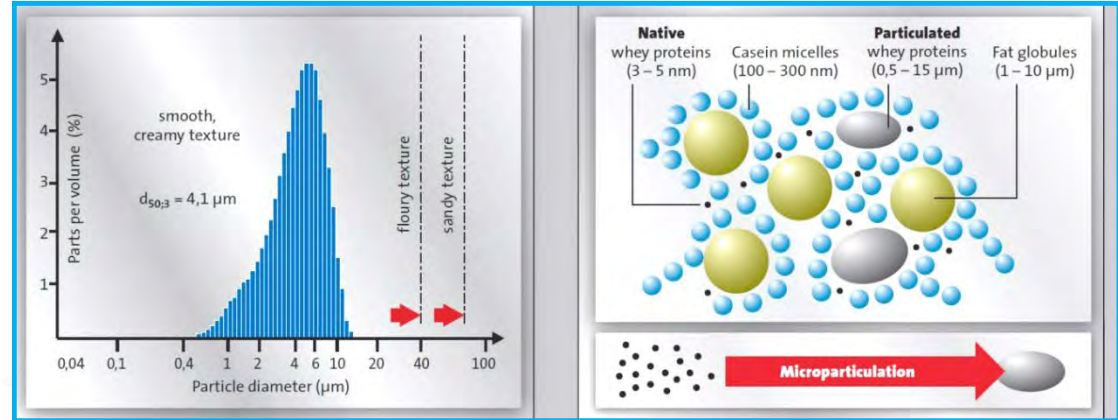 5
4
3
2
1
Parts per volume (%)
smooth,
creamy texture
d50;3 = 4,1 µm
floury texture
sandy texture
0,04 0,1 0,4 1 2 4 6 10 20 40 100
Particle diameter (µm)
Native
whey proteins
(3 – 5 nm)
Casein micelles
(100 – 300 nm)
Particulated
whey proteins
(0,5 – 15 µm)
Fat globules
(1 – 10 µm)
Microparticulation